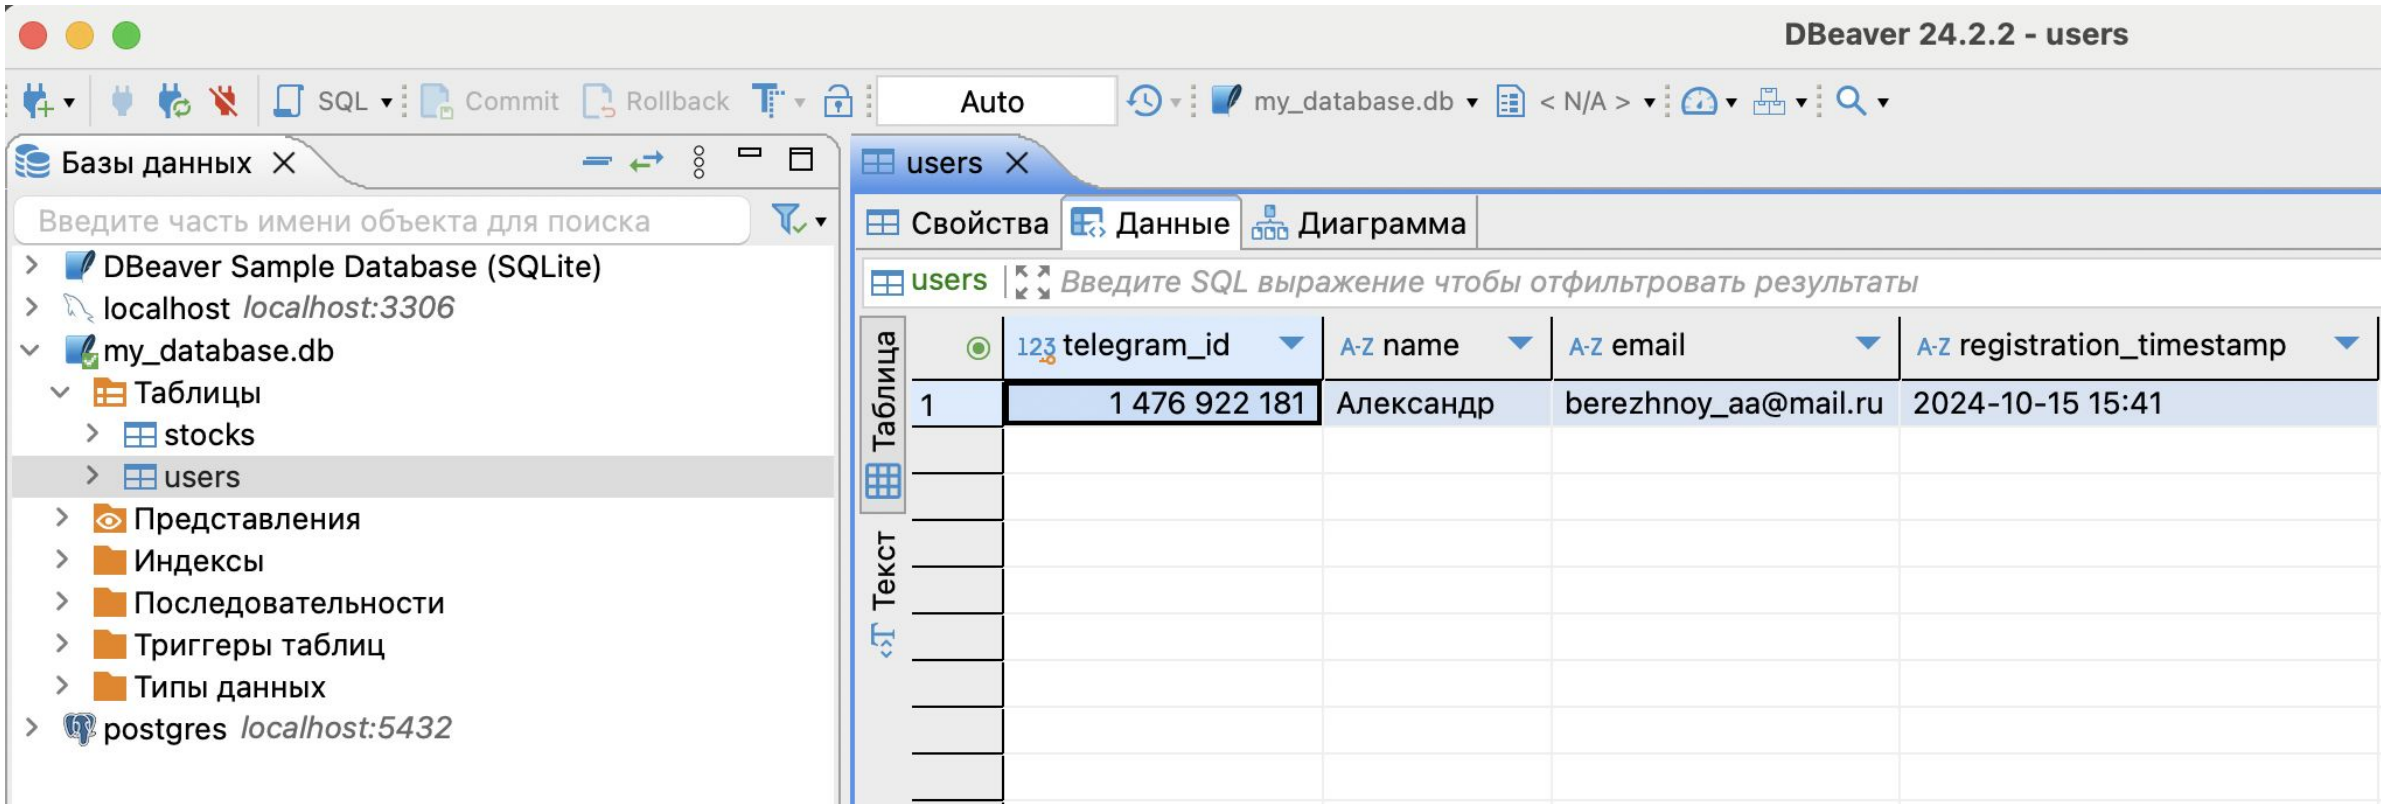 DBeaver 24.2.2 - users
SQL Commit Rollback Auto my_database.db < N/A >
Базы данных
Введите часть имени объекта для поиска
DBeaver Sample Database (SQLite)
localhost localhost:3306
my_database.db
Таблицы
stocks
users
Представления
Индексы
Последовательности
Триггеры таблиц
Типы данных
postgres localhost:5432
users
Свойства Данные Диаграмма
users Введите SQL выражение чтобы отфильтровать результаты
Таблица
Текст
123 telegram_id A-Z name A-Z email A-Z registration_timestamp
1 1 476 922 181 Александр berezhnoy_aa@mail.ru 2024-10-15 15:41